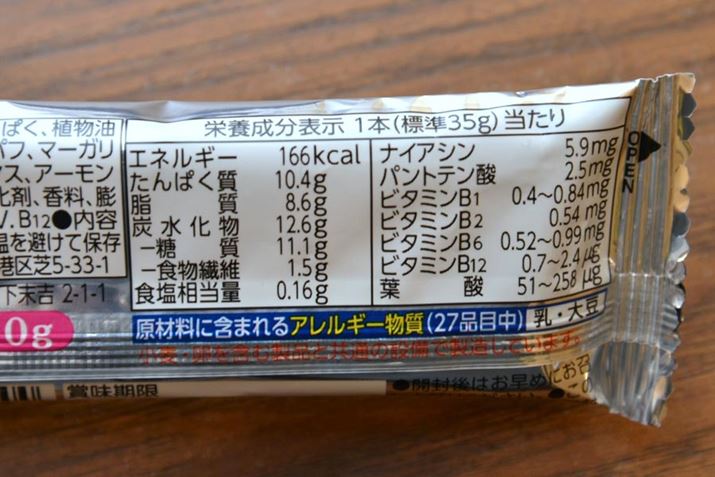 ぱく、植物油
パフ、マーガリ
ス、アーモン
化剤、香料、膨
V.B12●内容
温を避けて保存
港区芝5-33-1
下末吉 2-1-1
0g
栄養成分表示 1本(標準35g)当たり
エネルギー 166kcal
たんぱく質 10.4g
脂質 8.6g
炭水化物 12.6g
−糖質 11.1g
−食物繊維 1.5g
食塩相当量 0.16g
ナイアシン 5.9mg
パントテン酸 2.5mg
ビタミンB1 0.4〜0.84mg
ビタミンB2 0.54mg
ビタミンB6 0.52〜0.99mg
ビタミンB12 0.7〜2.4μg
葉酸 51〜258μg
OPEN
原材料に含まれるアレルギー物質(27品目中) 乳・大豆
小麦・卵を含む製品と共通の設備で製造しています。
賞味期限
●開封後はお早めにお召